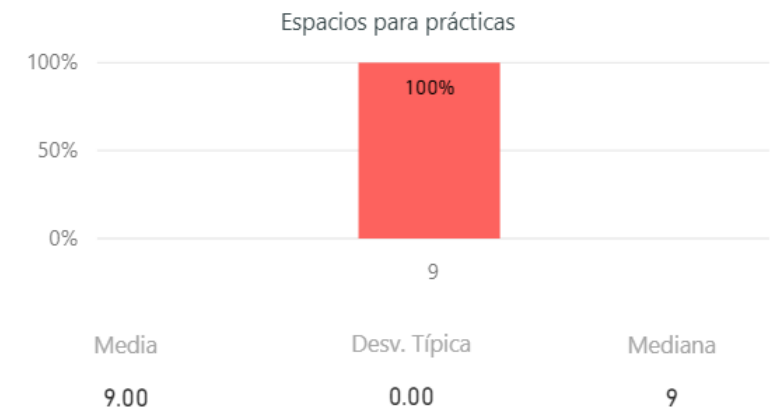 Espacios para prácticas
100%
100%
50%
0%
9
Media Desv. Típica Mediana
9.00 0.00 9